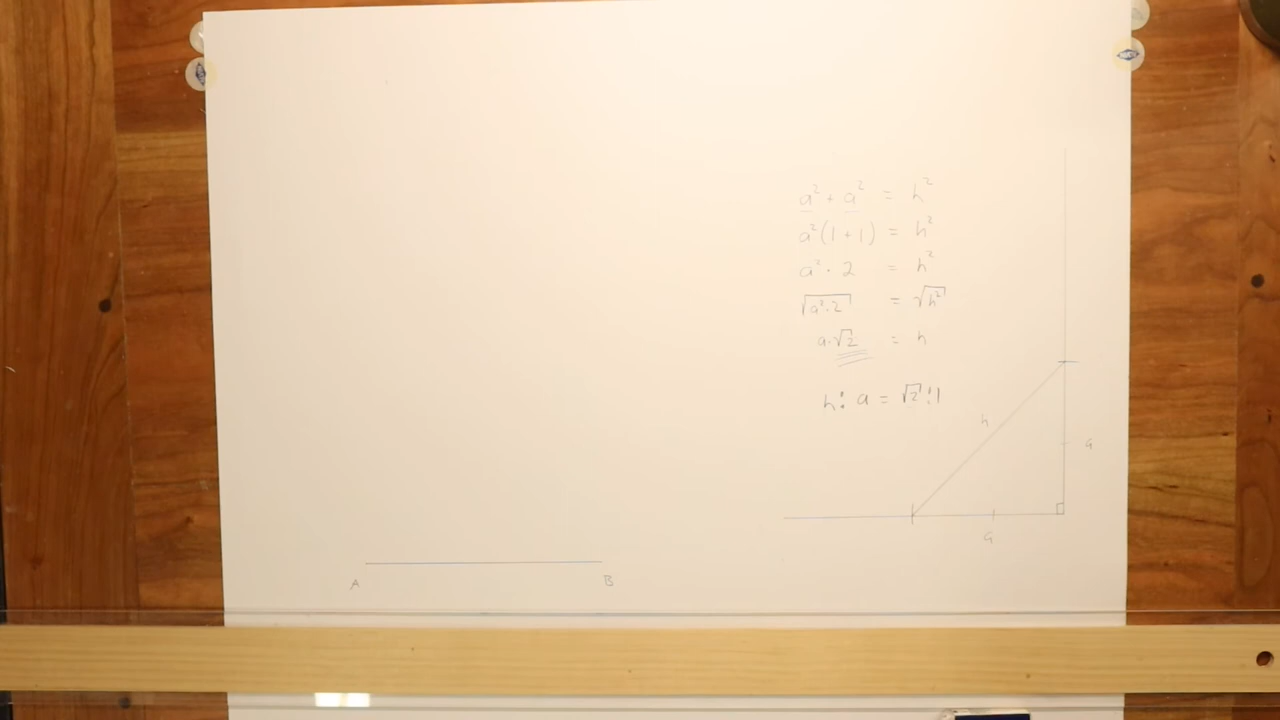 a² + a² = h²
a²(1+1) = h²
a² · 2 = h²
√a²·2 = √h²
a·√2 = h
h : a = √2 : 1
h
a
a
A
B